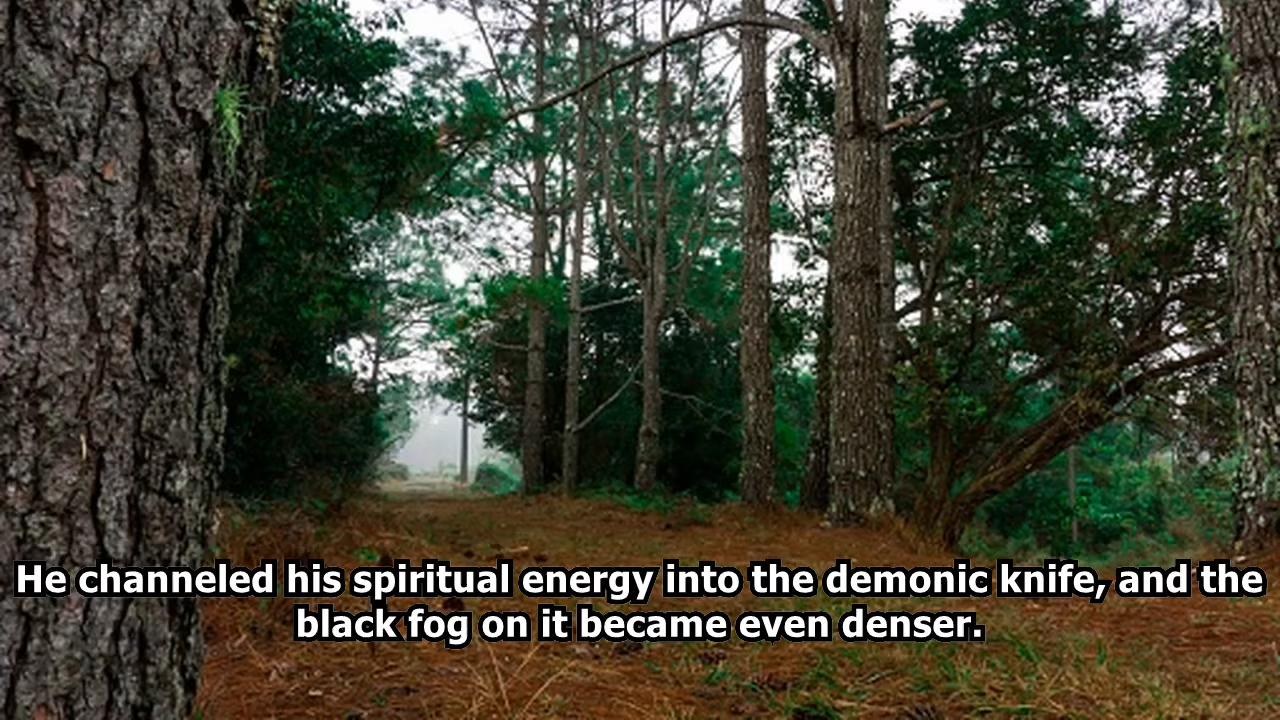 He channeled his spiritual energy into the demonic knife, and the
black fog on it became even denser.